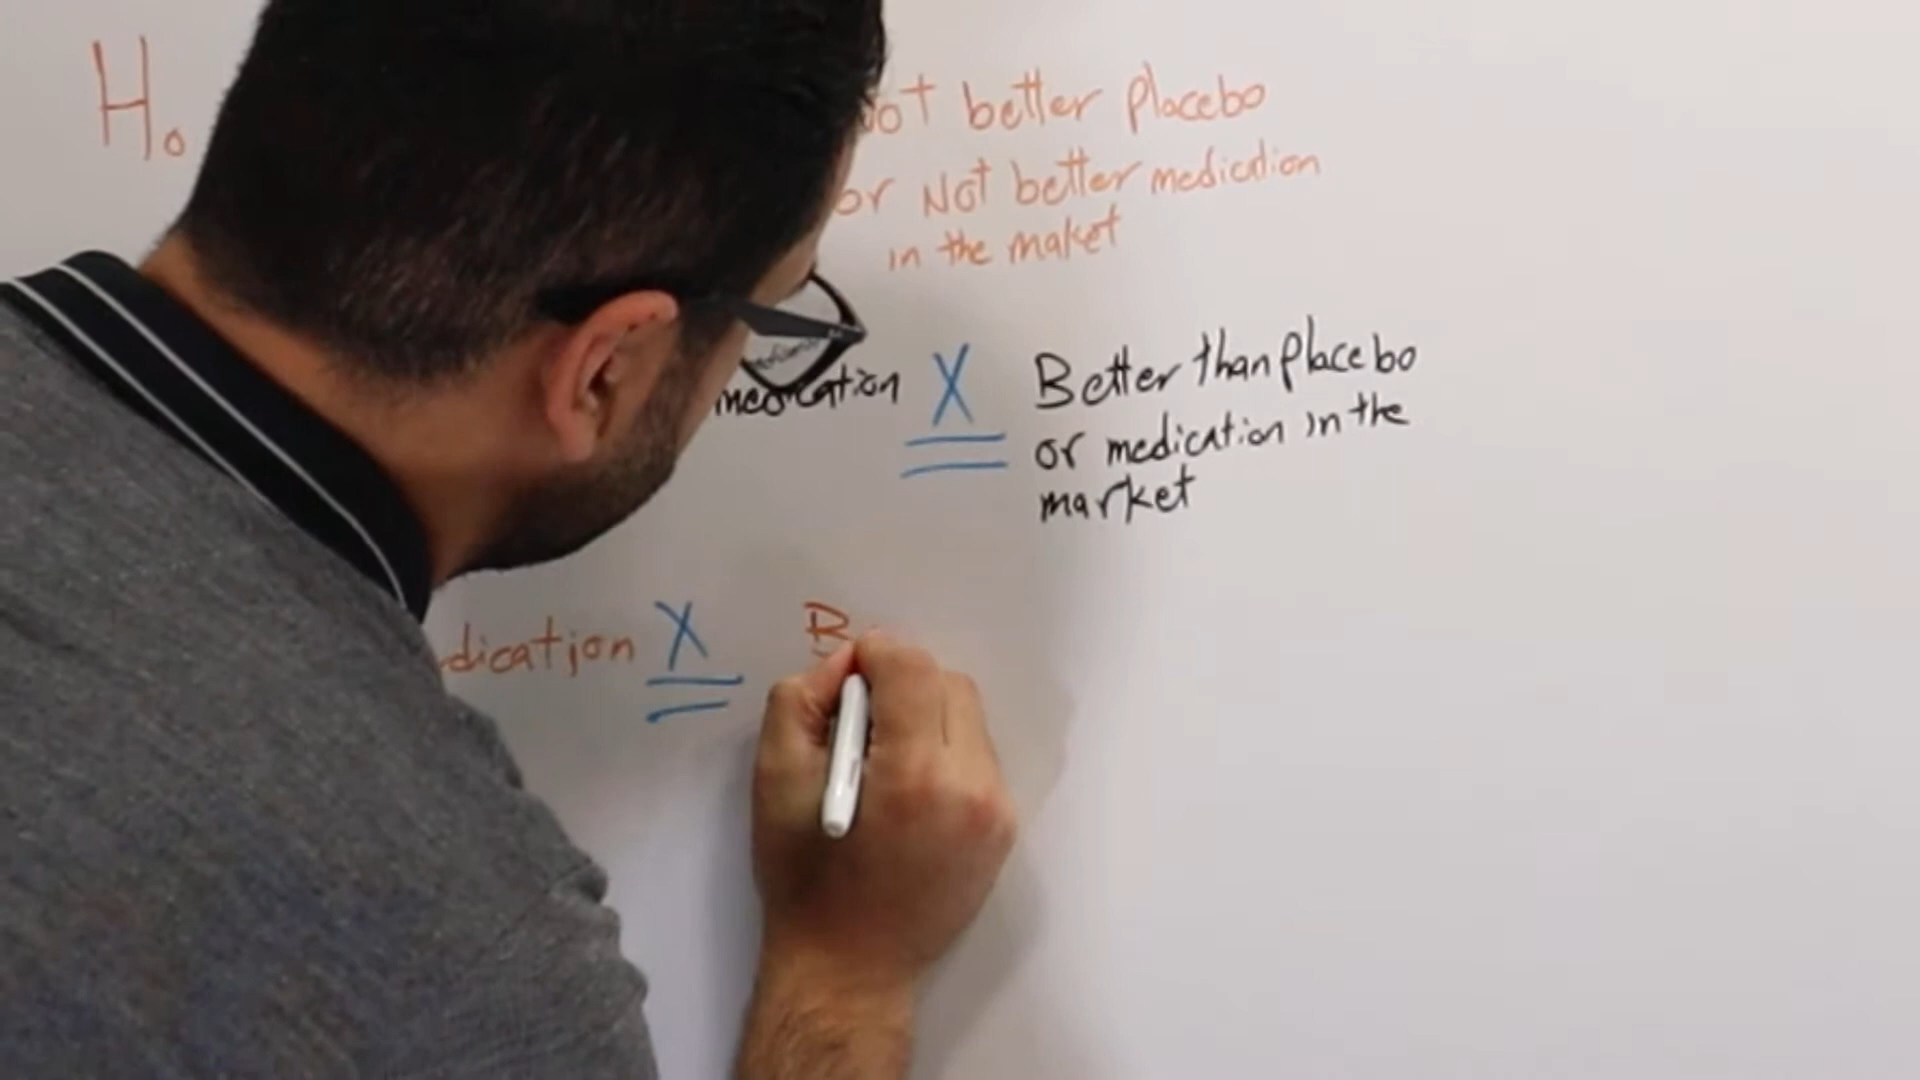 H₀ not better placebo
or Not better medication
in the maket
medication X Better than placebo
or medication in the
market
dication X B